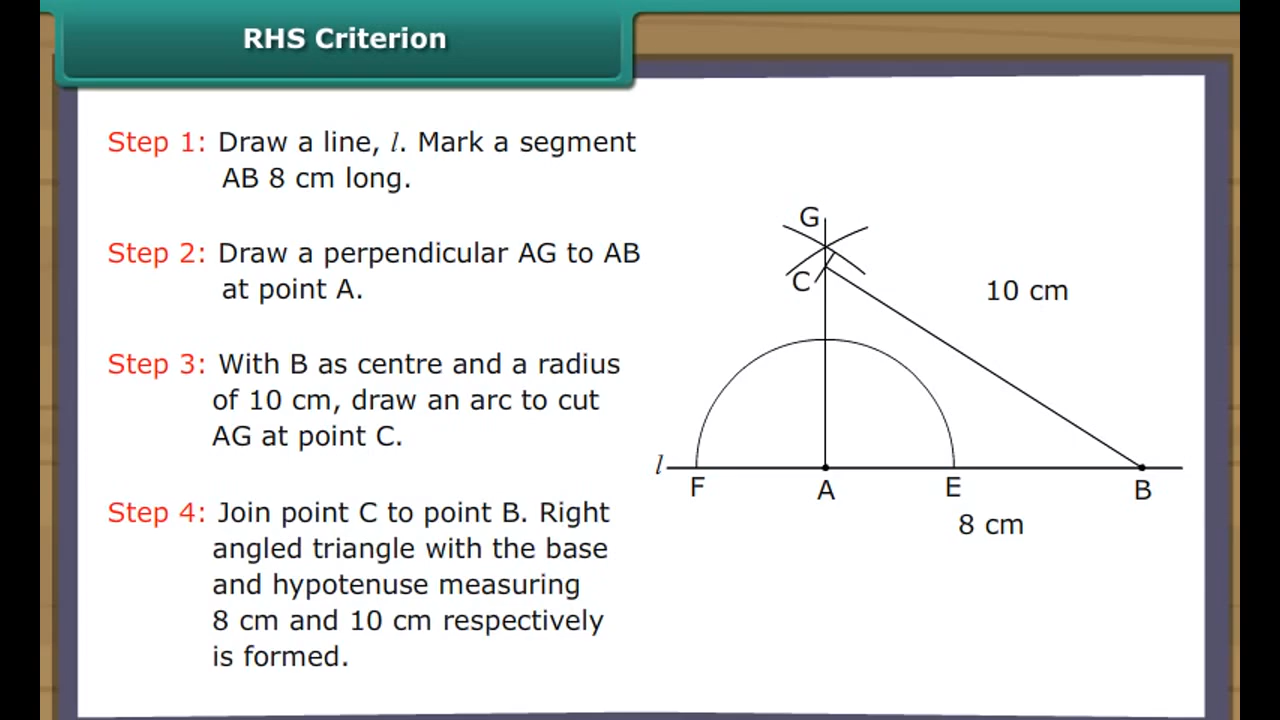 RHS Criterion
Step 1: Draw a line, l. Mark a segment
AB 8 cm long.
Step 2: Draw a perpendicular AG to AB
at point A.
Step 3: With B as centre and a radius
of 10 cm, draw an arc to cut
AG at point C.
Step 4: Join point C to point B. Right
angled triangle with the base
and hypotenuse measuring
8 cm and 10 cm respectively
is formed.
G
C
10 cm
l
F A E B
8 cm